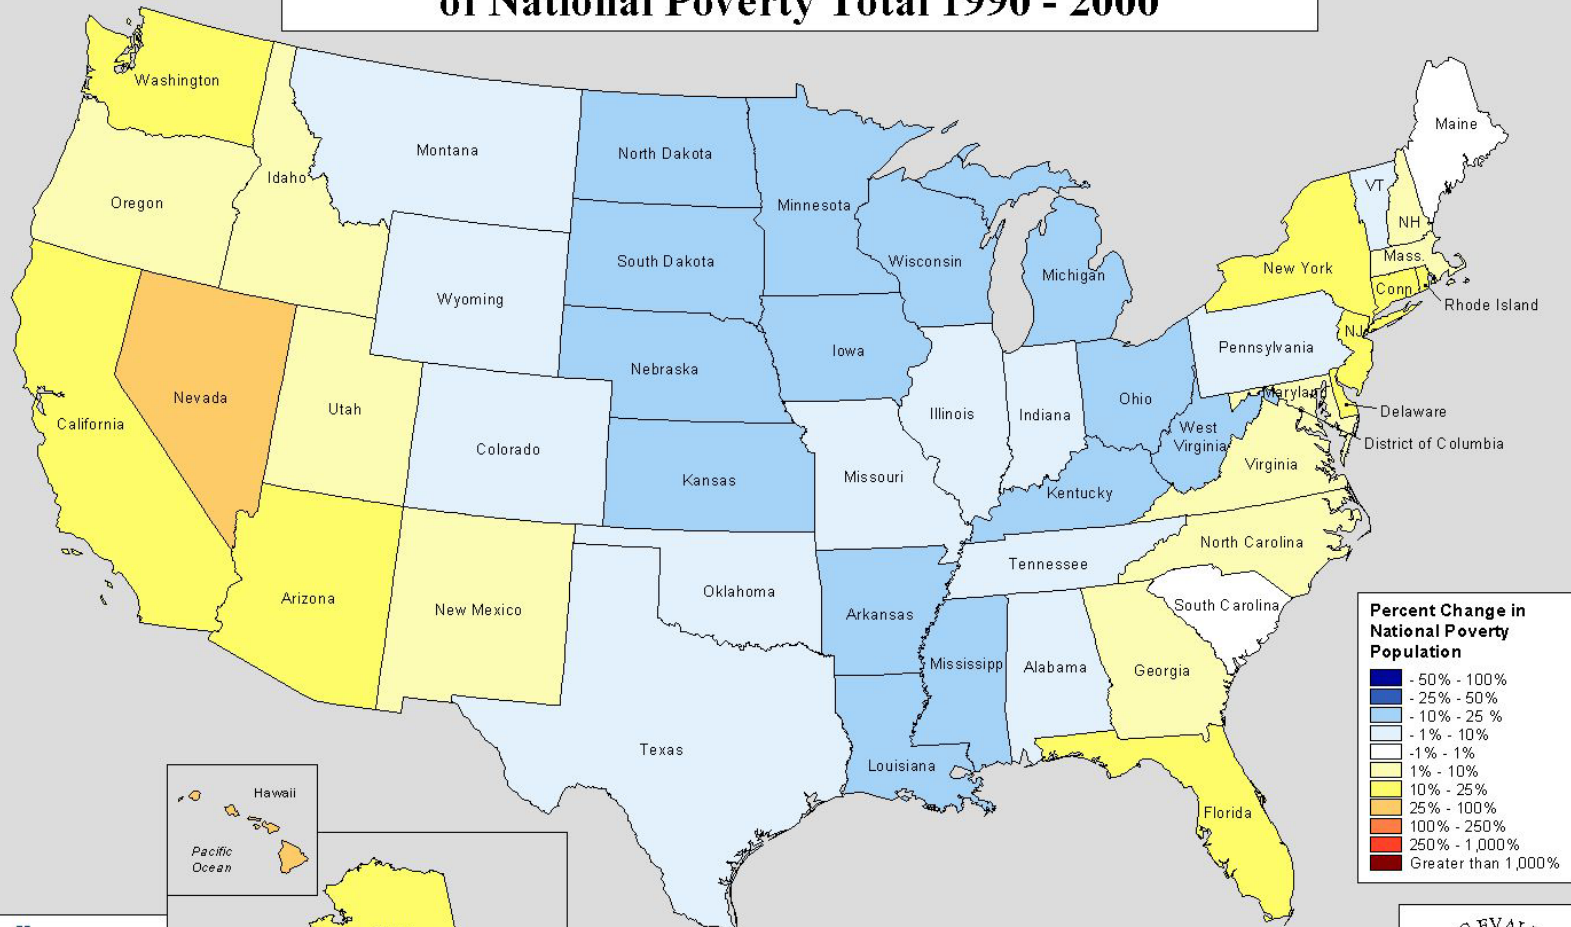 of National Poverty Total 1990 - 2000
Washington
Maine
Montana
North Dakota
Idaho
VT
Oregon
Minnesota
NH
Mass.
South Dakota
Wisconsin
New York
Michigan
Conn
Wyoming
Rhode Island
NJ
Pennsylvania
Iowa
Nebraska
Nevada
Utah
Ohio
Maryland
Delaware
Illinois
Indiana
California
West
Virginia
District of Columbia
Colorado
Virginia
Missouri
Kansas
Kentucky
North Carolina
Tennessee
Oklahoma
Arizona
New Mexico
South Carolina
Arkansas
Mississipp
Alabama
Georgia
Texas
Louisiana
Florida
Hawaii
Pacific
Ocean
Percent Change in
National Poverty
Population
- 50% - 100%
- 25% - 50%
- 10% - 25 %
- 1% - 10%
-1% - 1%
1% - 10%
10% - 25%
25% - 100%
100% - 250%
250% - 1,000%
Greater than 1,000%